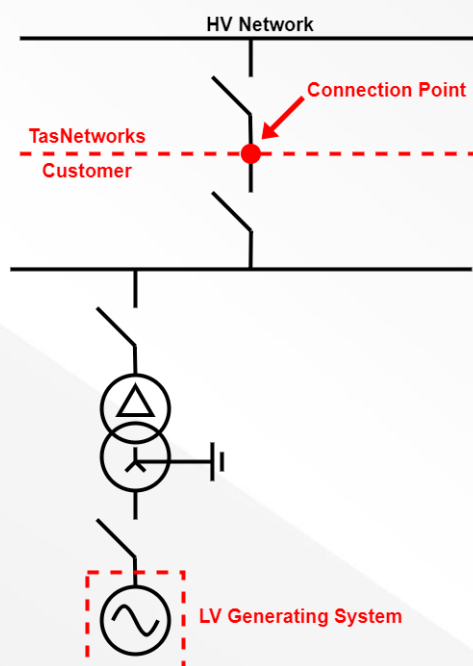 HV Network
Connection Point
TasNetworks
Customer
LV Generating System